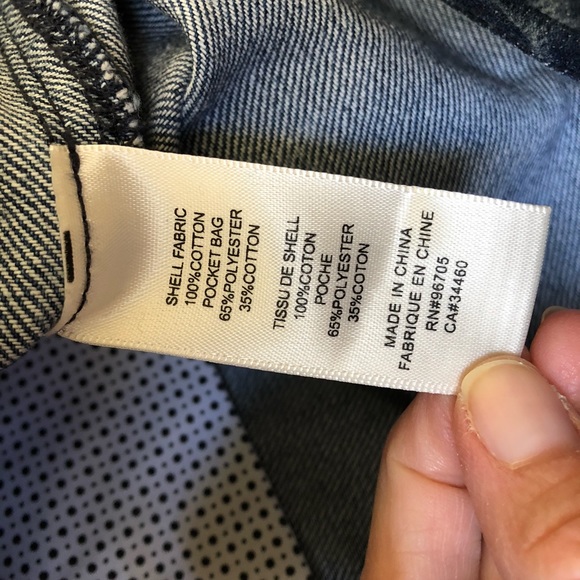 SHELL FABRIC
100%COTTON
POCKET BAG
65%POLYESTER
35%COTTON
TISSU DE SHELL
100%COTON
POCHE
65%POLYESTER
35%COTON
MADE IN CHINA
FABRIQUE EN CHINE
RN#96705
CA#34460